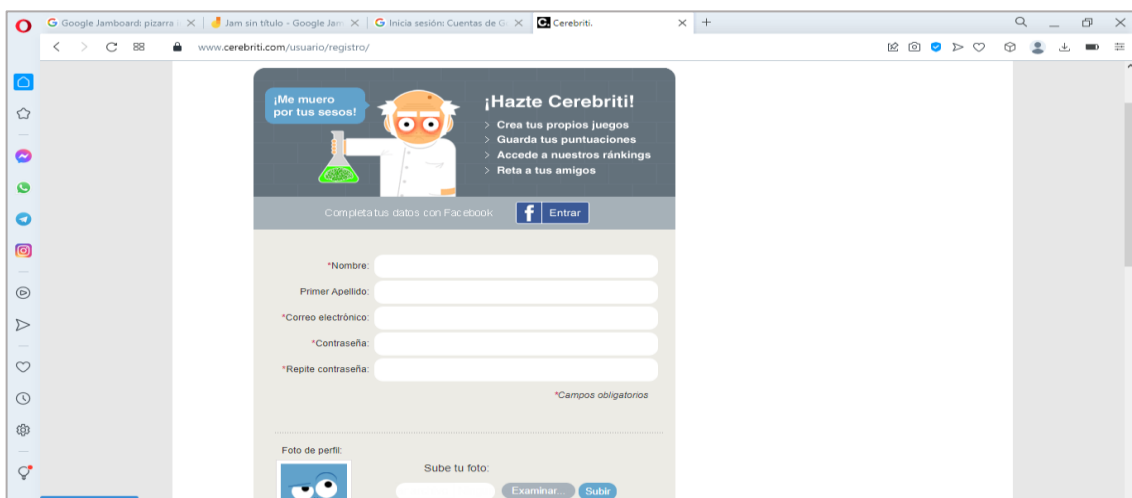 Google Jamboard: pizarra i
Jam sin título - Google Jam
Inicia sesión: Cuentas de G
Cerebriti.
www.cerebriti.com/usuario/registro/
¡Me muero
por tus sesos!
¡Hazte Cerebriti!
> Crea tus propios juegos
> Guarda tus puntuaciones
> Accede a nuestros ránkings
> Reta a tus amigos
Completa tus datos con Facebook
f Entrar
*Nombre:
Primer Apellido:
*Correo electrónico:
*Contraseña:
*Repite contraseña:
*Campos obligatorios
Foto de perfil:
Sube tu foto:
Examinar... Subir